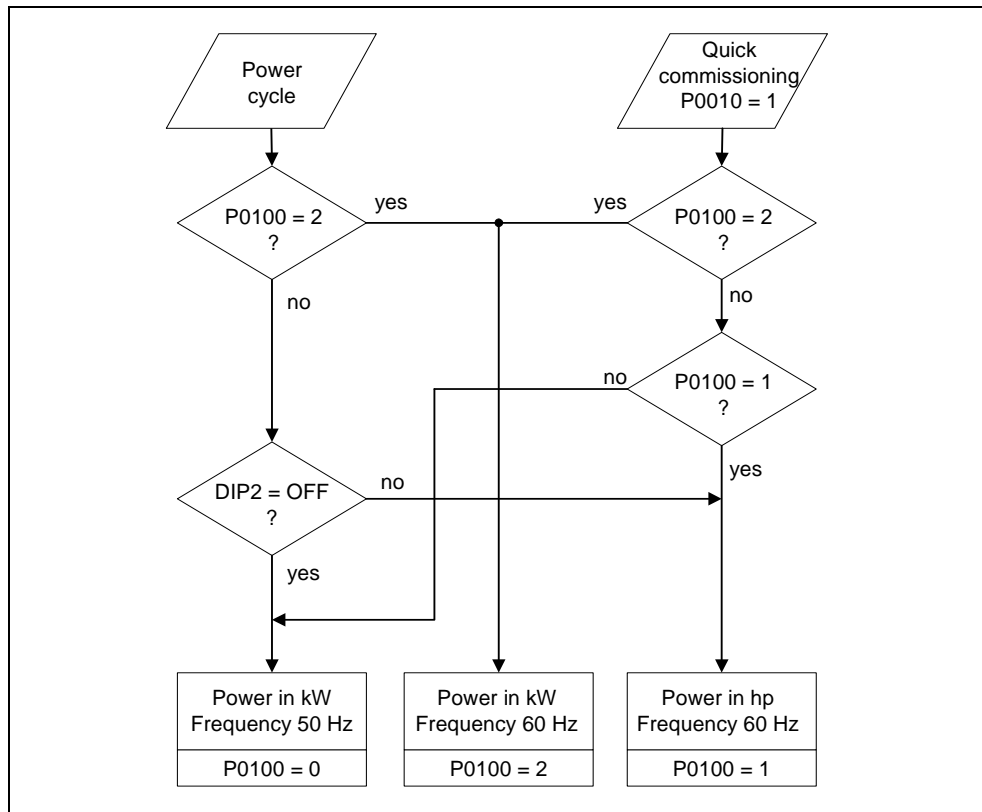 Power
cycle
Quick
commissioning
P0010 = 1
P0100 = 2
?
yes
yes
P0100 = 2
?
no
no
P0100 = 1
?
no
yes
DIP2 = OFF
?
no
yes
Power in kW
Frequency 50 Hz
P0100 = 0
Power in kW
Frequency 60 Hz
P0100 = 2
Power in hp
Frequency 60 Hz
P0100 = 1